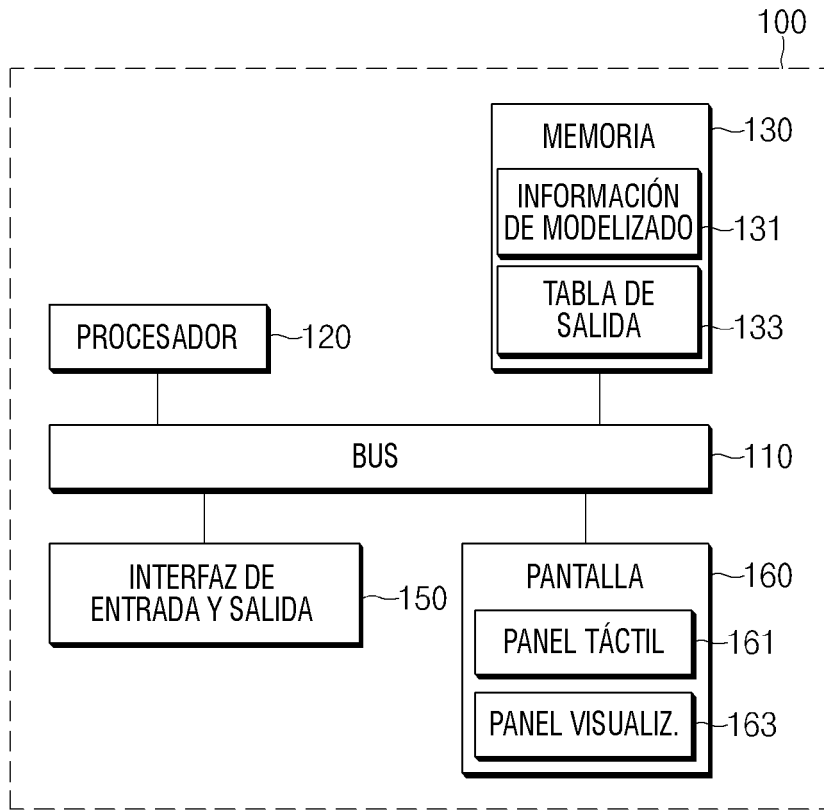 100
MEMORIA
130
INFORMACIÓN
DE MODELIZADO
131
TABLA DE
SALIDA
133
PROCESADOR
120
BUS
110
INTERFAZ DE
ENTRADA Y SALIDA
150
PANTALLA
160
PANEL TÁCTIL
161
PANEL VISUALIZ.
163